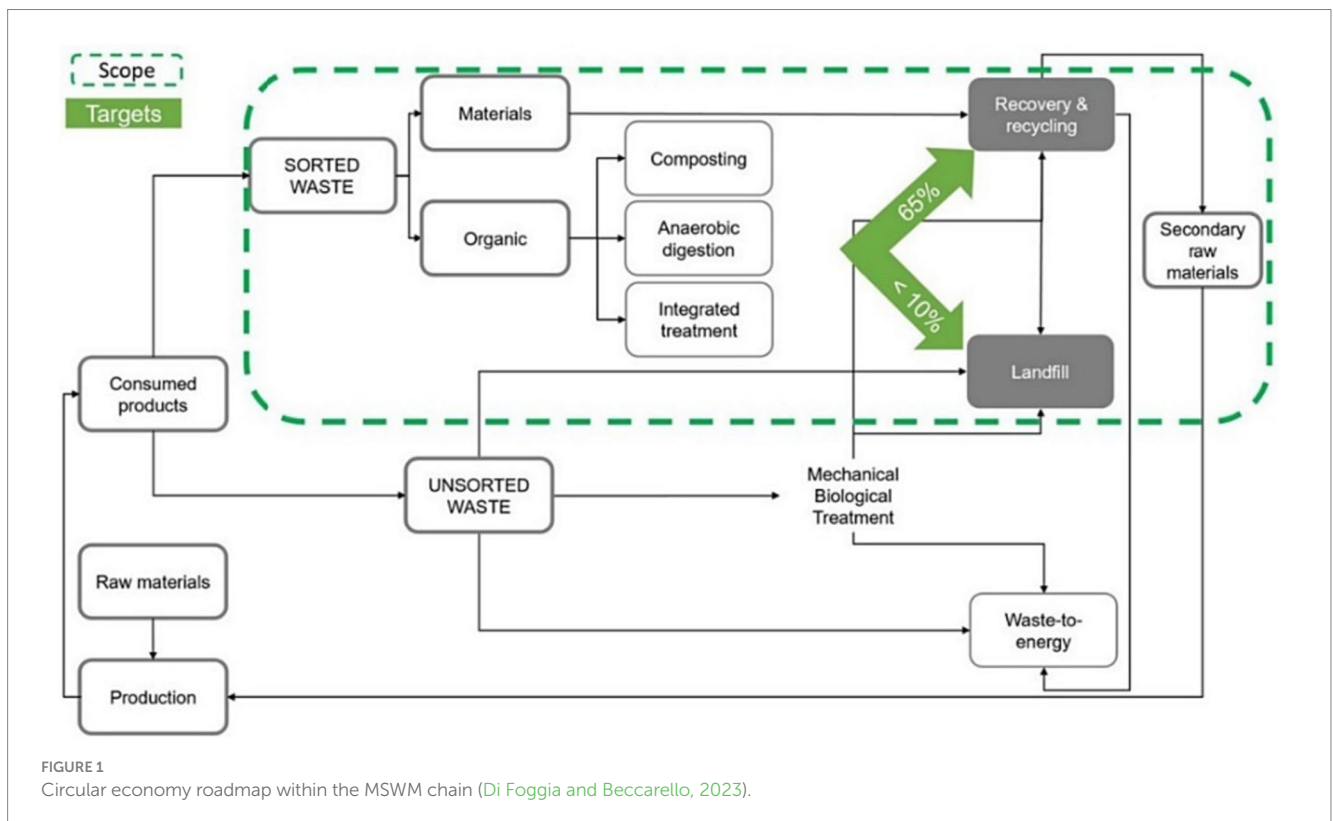 Scope
Targets
SORTED
WASTE
Materials
Organic
Composting
Anaerobic
digestion
Integrated
treatment
Recovery &
recycling
65%
< 10%
Landfill
Secondary
raw
materials
Consumed
products
UNSORTED
WASTE
Mechanical
Biological
Treatment
Raw materials
Waste-to-
energy
Production
FIGURE 1
Circular economy roadmap within the MSWM chain (Di Foggia and Beccarello, 2023).